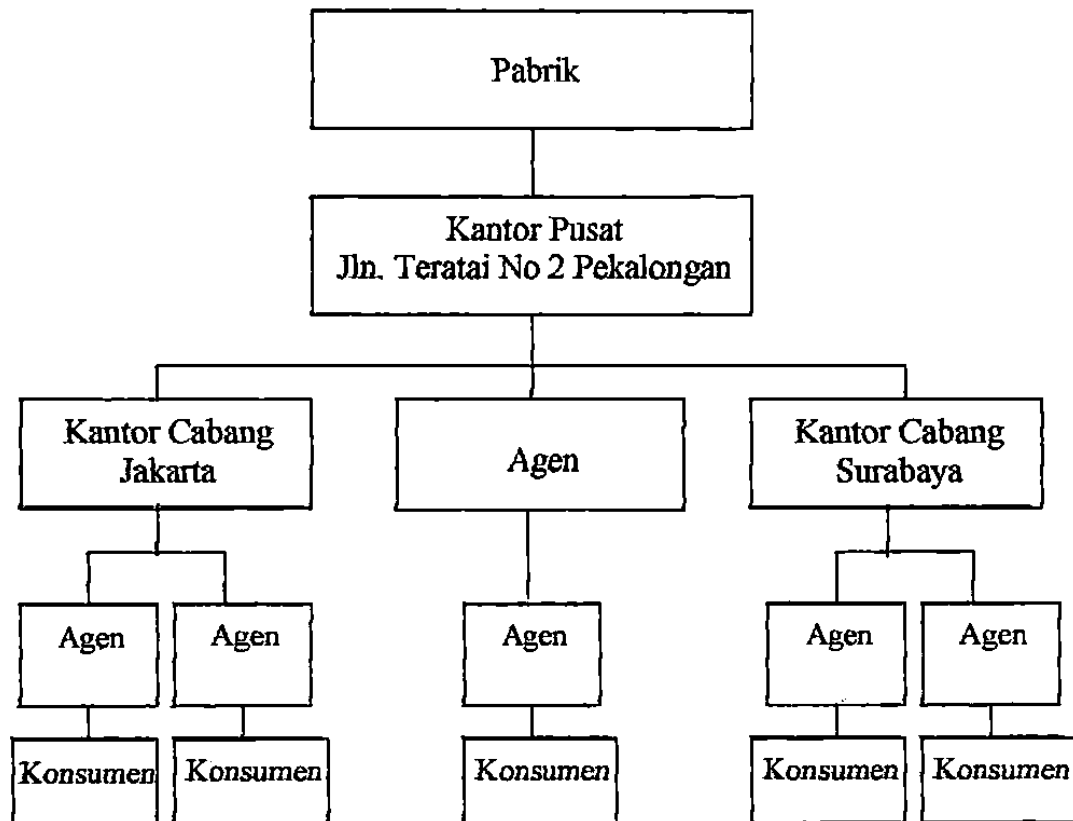 Pabrik
Kantor Pusat
Jln. Teratai No 2 Pekalongan
Kantor Cabang
Jakarta
Agen
Kantor Cabang
Surabaya
Agen
Agen
Agen
Agen
Agen
Konsumen
Konsumen
Konsumen
Konsumen
Konsumen